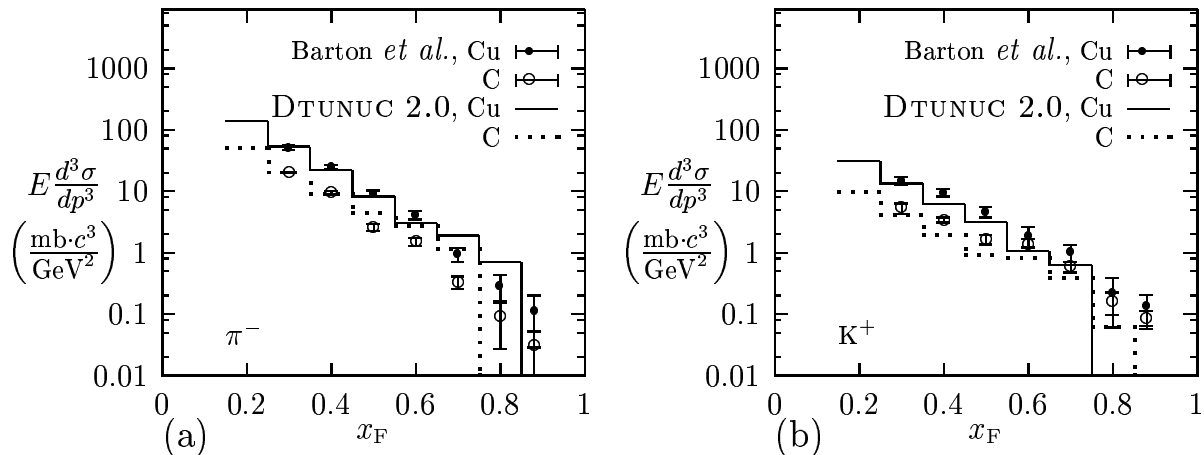 Barton et al., Cu
C
DTUNUC 2.0, Cu
C
1000
100
10
1
0.1
0.01
E d³σ/dp³
(mb·c³/GeV²)
π⁻
0 0.2 0.4 0.6 0.8 1
(a) x_F
Barton et al., Cu
C
DTUNUC 2.0, Cu
C
1000
100
10
1
0.1
0.01
E d³σ/dp³
(mb·c³/GeV²)
K⁺
0 0.2 0.4 0.6 0.8 1
(b) x_F